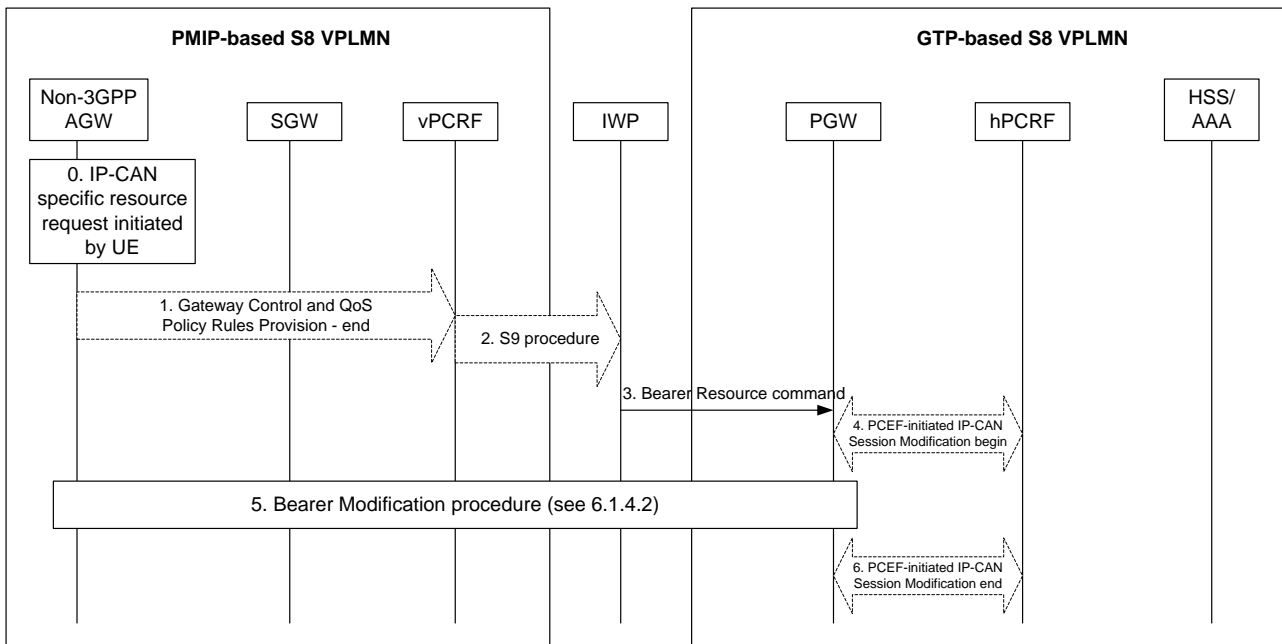 PMIP-based S8 VPLMN
GTP-based S8 VPLMN
Non-3GPP
AGW
SGW
vPCRF
IWP
PGW
hPCRF
HSS/
AAA
0. IP-CAN
specific resource
request initiated
by UE
1. Gateway Control and QoS
Policy Rules Provision - end
2. S9 procedure
3. Bearer Resource command
4. PCEF-initiated IP-CAN
Session Modification begin
5. Bearer Modification procedure (see 6.1.4.2)
6. PCEF-initiated IP-CAN
Session Modification end